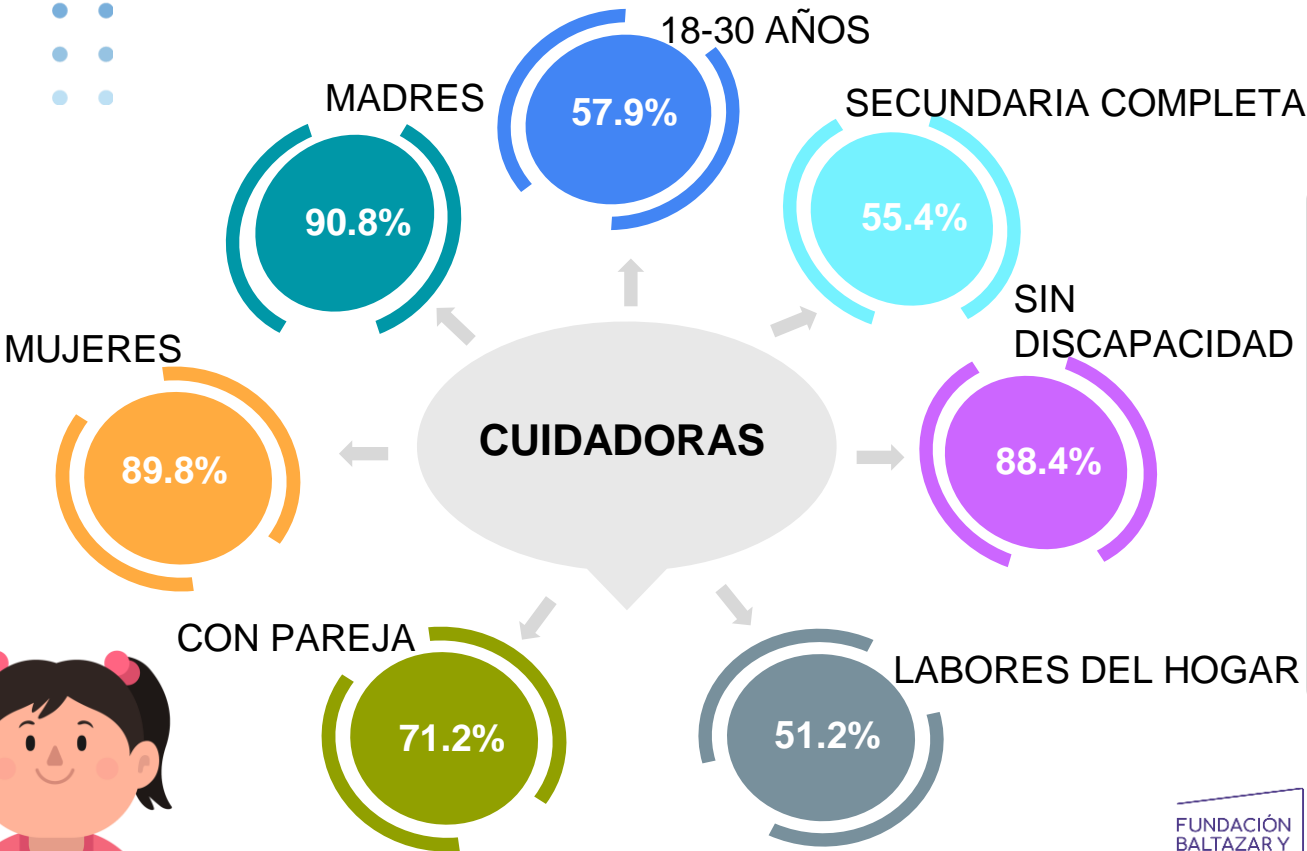 18-30 AÑOS
57.9%
MADRES
90.8%
SECUNDARIA COMPLETA
55.4%
SIN
DISCAPACIDAD
88.4%
MUJERES
89.8%
CUIDADORAS
CON PAREJA
71.2%
LABORES DEL HOGAR
51.2%
FUNDACIÓN
BALTAZAR Y